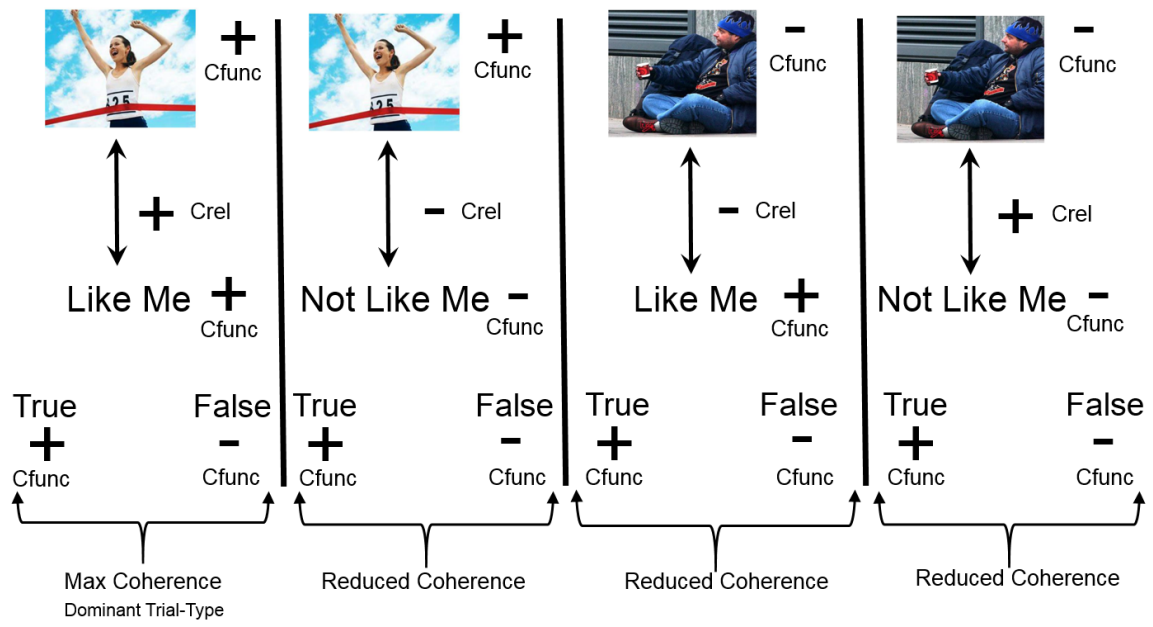 + + - -
Cfunc Cfunc Cfunc Cfunc
825 825
+ Crel - Crel - Crel + Crel
Like Me + Not Like Me - Like Me + Not Like Me -
Cfunc Cfunc Cfunc Cfunc
True False True False True False True False
+ - + - + - + -
Cfunc Cfunc Cfunc Cfunc Cfunc Cfunc Cfunc Cfunc
Max Coherence Reduced Coherence Reduced Coherence Reduced Coherence
Dominant Trial-Type